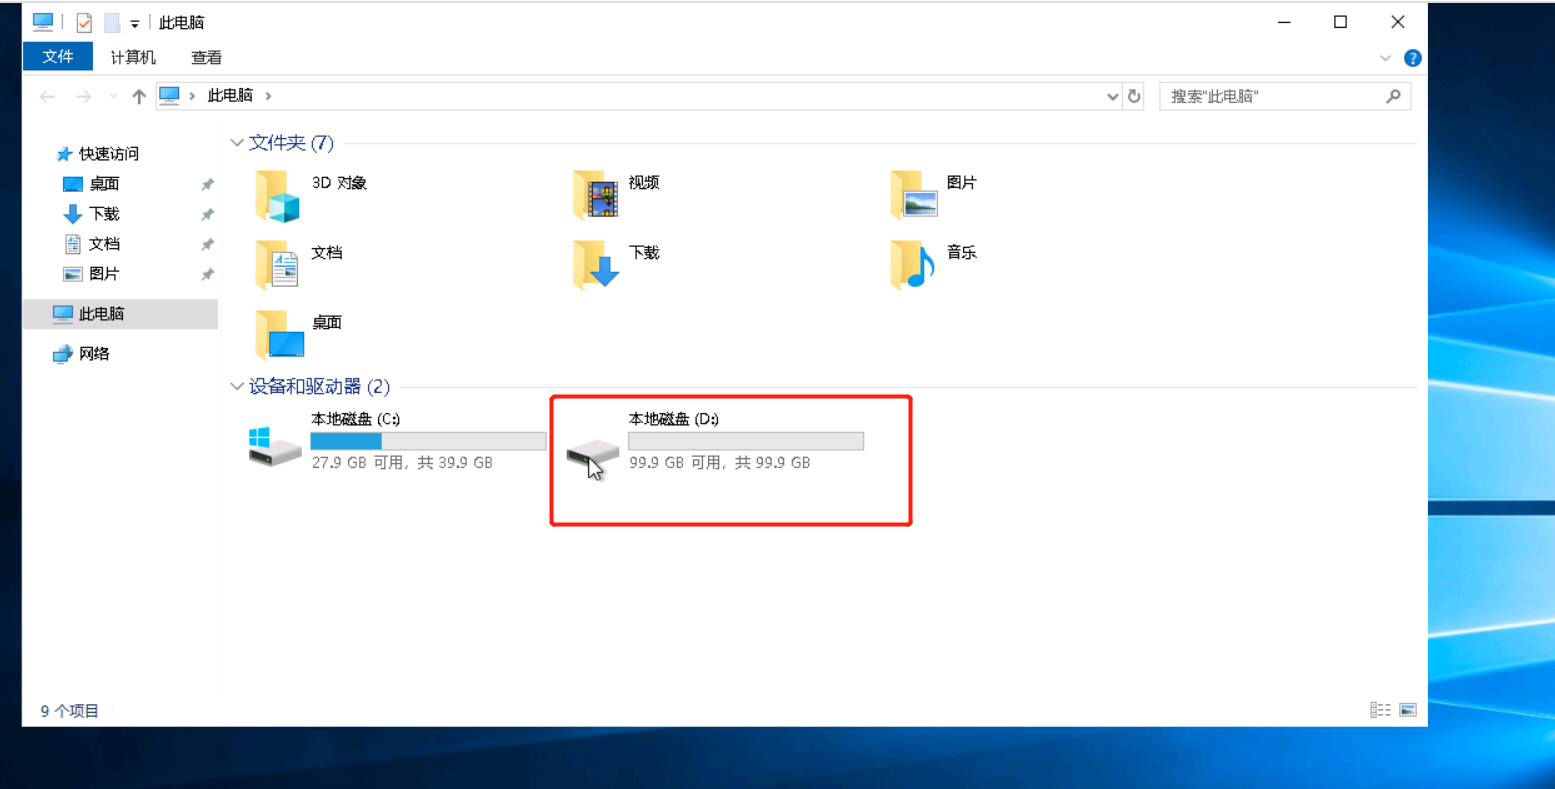 此电脑
文件 计算机 查看
此电脑 搜索"此电脑"
快速访问
桌面
下载
文档
图片
此电脑
网络
文件夹 (7)
3D 对象 视频 图片
文档 下载 音乐
桌面
设备和驱动器 (2)
本地磁盘 (C:) 本地磁盘 (D:)
27.9 GB 可用, 共 39.9 GB 99.9 GB 可用, 共 99.9 GB
9 个项目